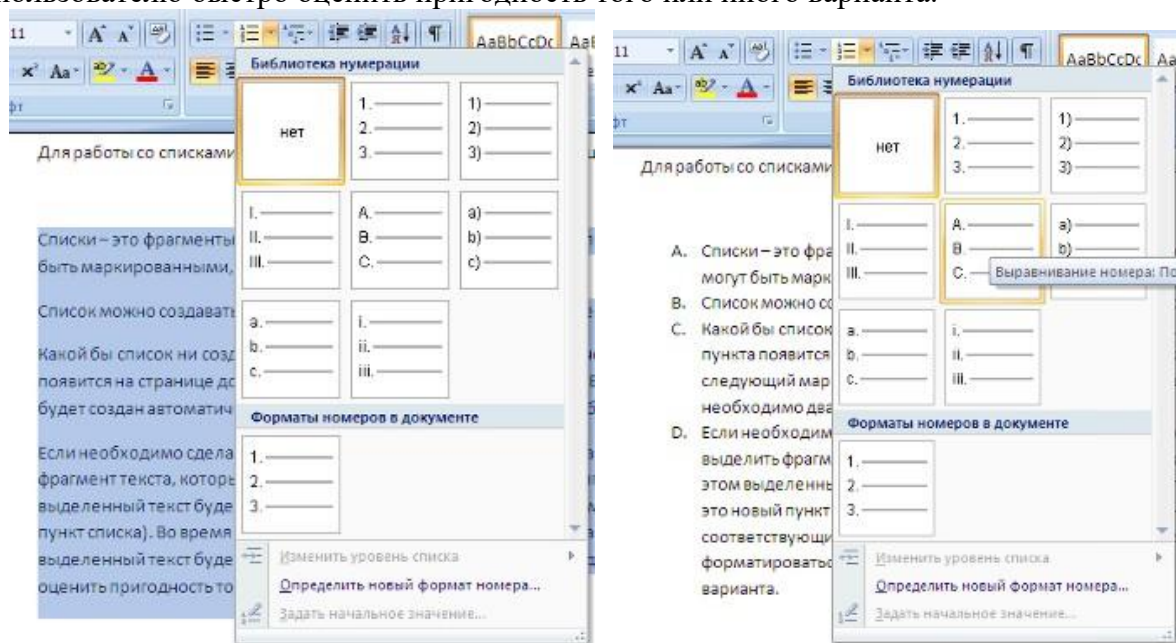 пользователю быстро оценить пригодность того или иного варианта.
11
AaBbCcDc Aa
Aa
Библиотека нумерации
нет
1.
2.
3.
1)
2)
3)
I.
II.
III.
A.
B.
C.
a)
b)
c)
a.
b.
c.
i.
ii.
iii.
Форматы номеров в документе
1.
2.
3.
Изменить уровень списка
Определить новый формат номера...
Задать начальное значение...
Для работы со списками
Списки – это фрагменты
быть маркированными,
Список можно создавать
Какой бы список ни созд
появится на странице до
будет создан автоматич
Если необходимо сдела
фрагмент текста, которы
выделенный текст буде
пункт списка). Во время
выделенный текст буде
оценить пригодность то
11
AaBbCcDc Aa
Aa
фт
Библиотека нумерации
нет
1.
2.
3.
1)
2)
3)
I.
II.
III.
A.
B.
C.
a)
b)
Выравнивание номера: По
a.
b.
c.
i.
ii.
iii.
Форматы номеров в документе
1.
2.
3.
Изменить уровень списка
Определить новый формат номера...
Задать начальное значение...
Для работы со списками
A. Списки – это фра
могут быть марк
B. Список можно со
C. Какой бы список
пункта появится
следующий мар
необходимо два
D. Если необходим
выделить фрагм
этом выделенны
это новый пункт
соответствующи
форматироватьс
варианта.